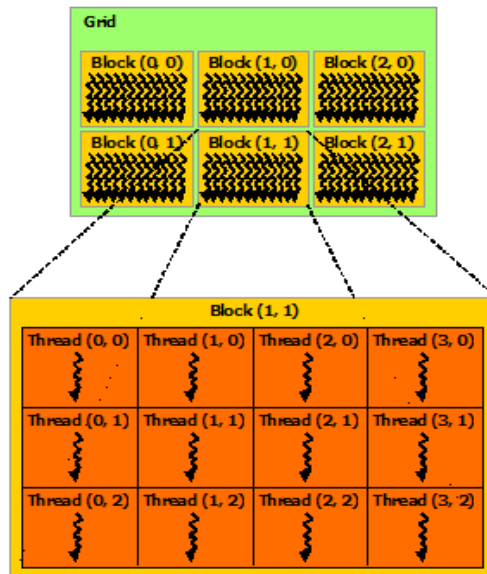 Grid
Block (0, 0) Block (1, 0) Block (2, 0)
Block (0, 1) Block (1, 1) Block (2, 1)
Block (1, 1)
Thread (0, 0) Thread (1, 0) Thread (2, 0) Thread (3, 0)
Thread (0, 1) Thread (1, 1) Thread (2, 1) Thread (3, 1)
Thread (0, 2) Thread (1, 2) Thread (2, 2) Thread (3, 2)